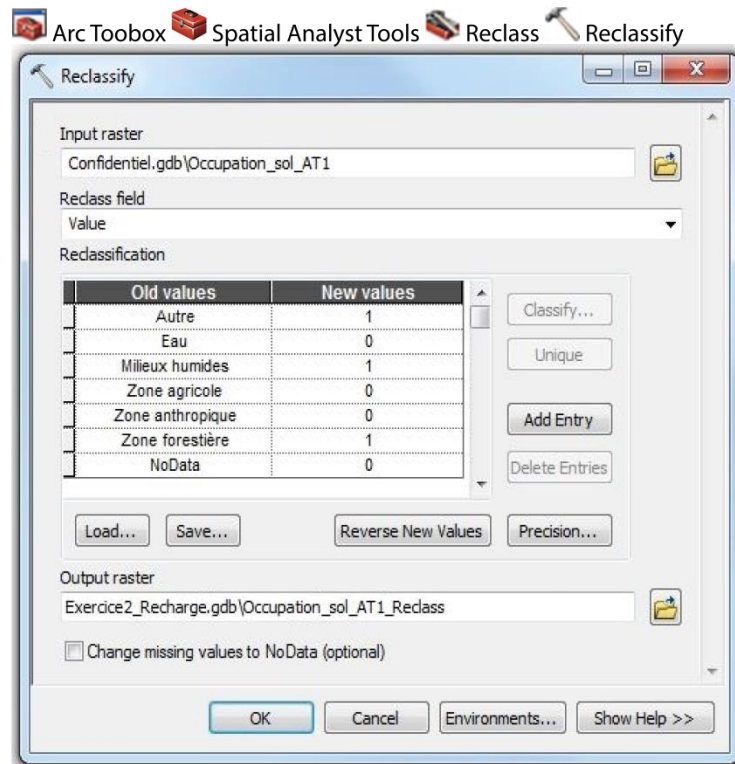 Arc Toobox Spatial Analyst Tools Reclass Reclassify
Reclassify
Input raster
Confidentiel.gdb\Occupation_sol_AT1
Reclass field
Value
Reclassification
Old values New values
Autre 1
Eau 0
Milieux humides 1
Zone agricole 0
Zone anthropique 0
Zone forestière 1
NoData 0
Classify...
Unique
Add Entry
Delete Entries
Load... Save... Reverse New Values Precision...
Output raster
Exercice2_Recharge.gdb\Occupation_sol_AT1_Reclass
Change missing values to NoData (optional)
OK Cancel Environments... Show Help >>